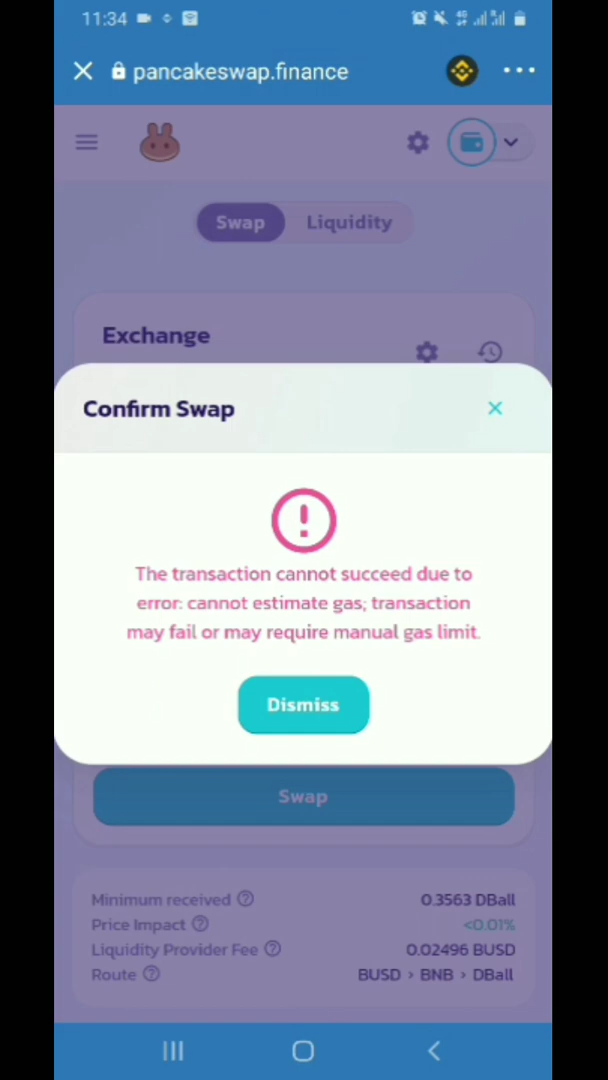 11:34
pancakeswap.finance
Swap Liquidity
Exchange
Confirm Swap
The transaction cannot succeed due to
error: cannot estimate gas; transaction
may fail or may require manual gas limit.
Dismiss
Swap
Minimum received 0.3563 DBall
Price Impact <0.01%
Liquidity Provider Fee 0.02496 BUSD
Route BUSD > BNB > DBall